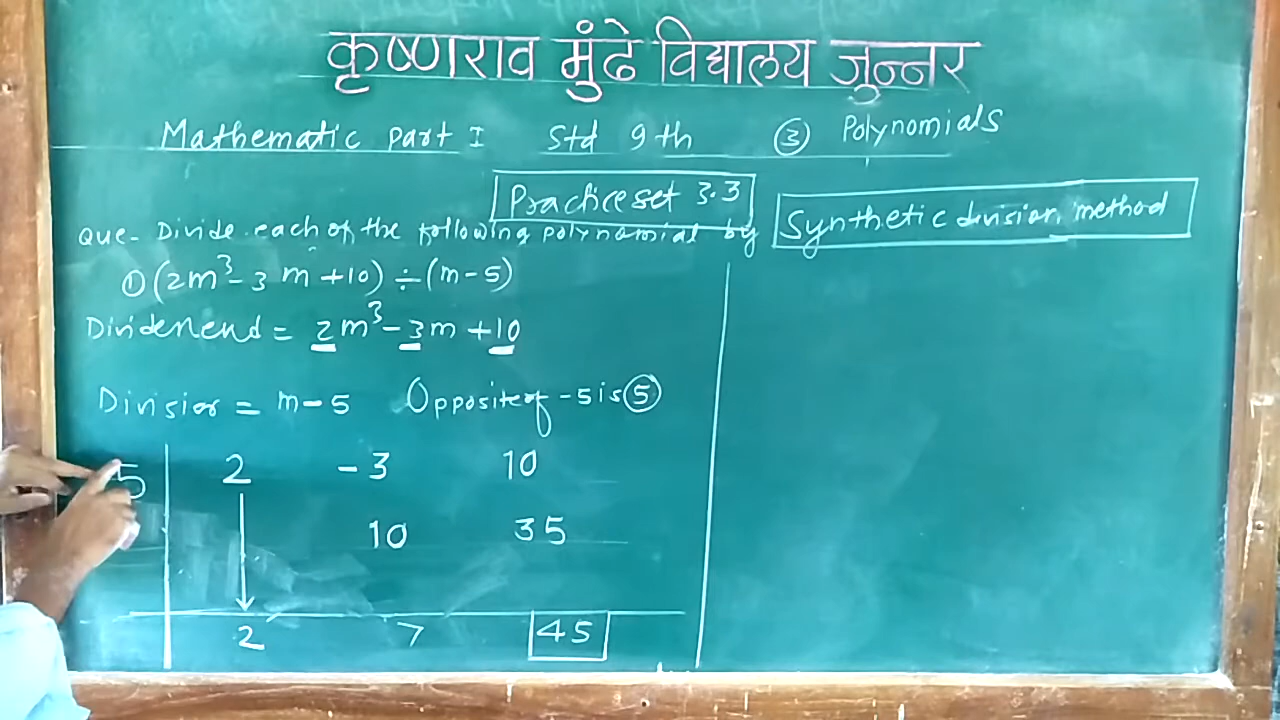 कृष्णराव मुंढे विद्यालय जुन्नर
Mathematic part I Std 9th ③ Polynomials
Practice set 3.3
Que- Divide each of the following polynomial by Synthetic division method
① (2m³-3m+10) ÷ (m-5)
Dividenend = 2m³-3m+10
Divisior = m-5 Opposite of -5 is ⑤
5 2 -3 10
10 35
2 7 45